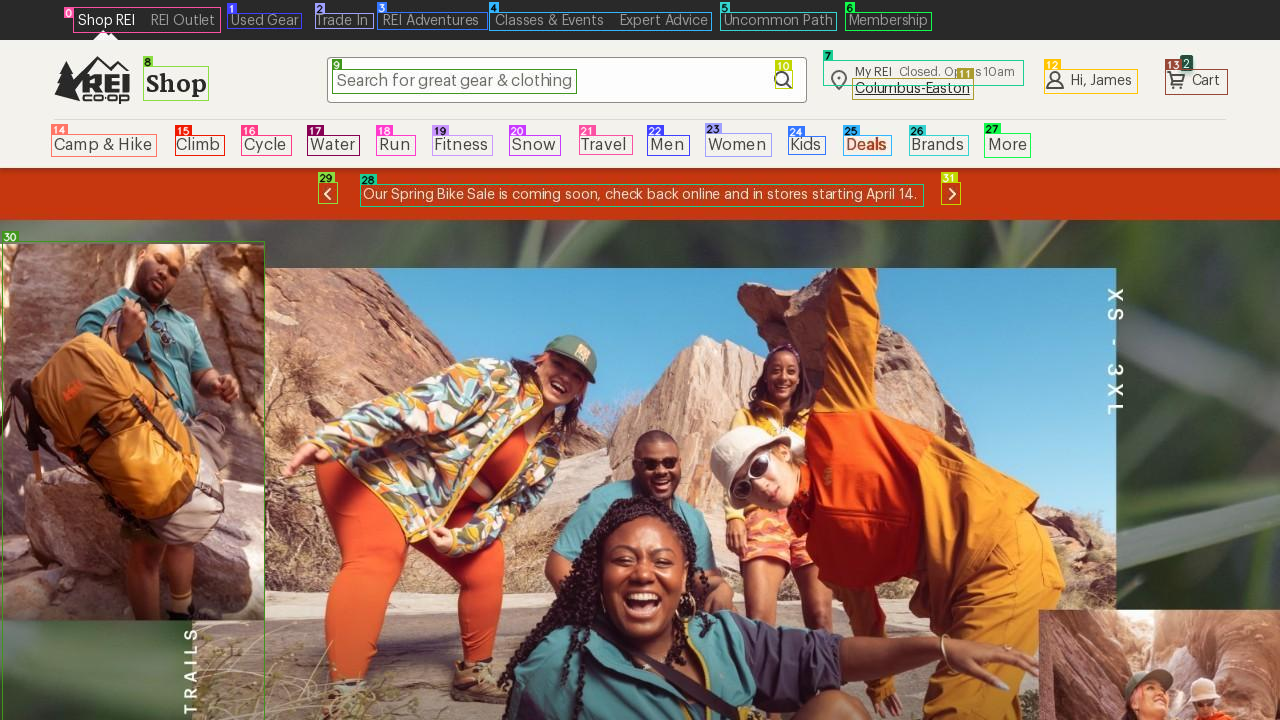 0 Shop REI REI Outlet 1 Used Gear 2 Trade In 3 REI Adventures 4 Classes & Events Expert Advice 5 Uncommon Path 6 Membership
REI co·op
8 Shop
9 Search for great gear & clothing 10
7 My REI Closed. Op s 10am
11 Columbus-Easton
12 Hi, James
13 2 Cart
14 Camp & Hike 15 Climb 16 Cycle 17 Water 18 Run 19 Fitness 20 Snow 21 Travel 22 Men 23 Women 24 Kids 25 Deals 26 Brands 27 More
29 28 Our Spring Bike Sale is coming soon, check back online and in stores starting April 14. 31
30
XS - 3XL
TRAILS